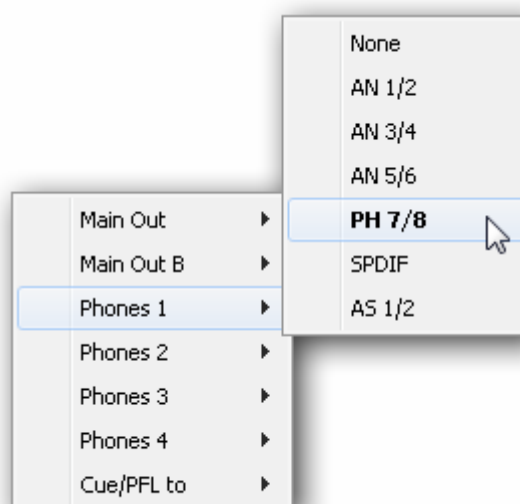 None
AN 1/2
AN 3/4
AN 5/6
PH 7/8
SPDIF
AS 1/2
Main Out
Main Out B
Phones 1
Phones 2
Phones 3
Phones 4
Cue/PFL to